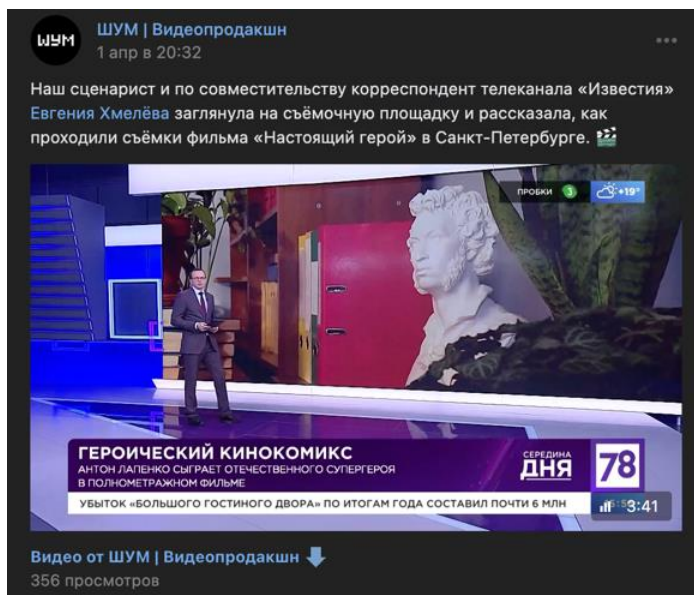 ШУМ
ШУМ | Видеопродакшн
1 апр в 20:32
Наш сценарист и по совместительству корреспондент телеканала «Известия»
Евгения Хмелёва заглянула на съёмочную площадку и рассказала, как
проходили съёмки фильма «Настоящий герой» в Санкт-Петербурге.
ПРОБКИ 3 +19°
ГЕРОИЧЕСКИЙ КИНОКОМИКС
АНТОН ЛАПЕНКО СЫГРАЕТ ОТЕЧЕСТВЕННОГО СУПЕРГЕРОЯ
В ПОЛНОМЕТРАЖНОМ ФИЛЬМЕ
СЕРЕДИНА
ДНЯ
78
УБЫТОК «БОЛЬШОГО ГОСТИНОГО ДВОРА» ПО ИТОГАМ ГОДА СОСТАВИЛ ПОЧТИ 6 МЛН
3:41
Видео от ШУМ | Видеопродакшн
356 просмотров